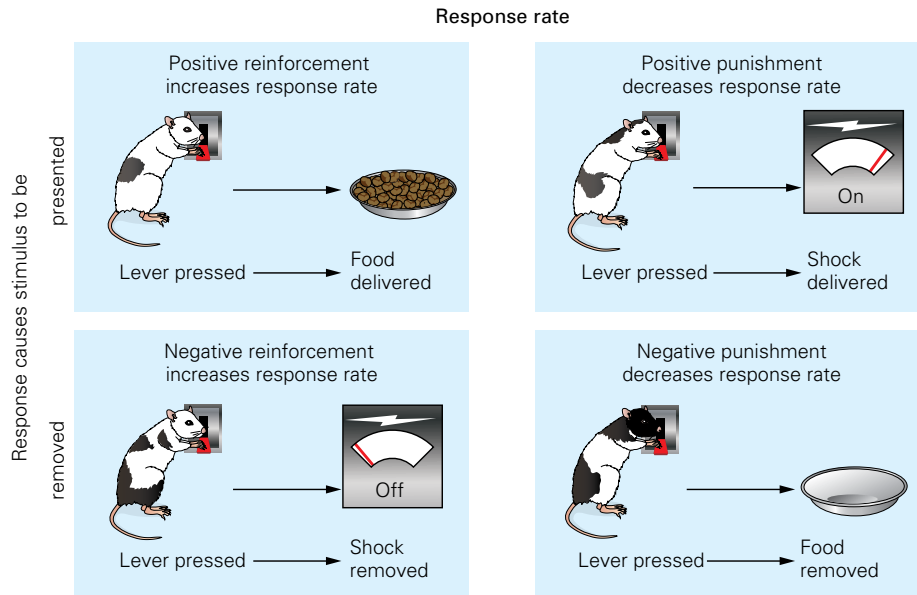 Response rate
Response causes stimulus to be
presented
Positive reinforcement
increases response rate
Lever pressed
Food
delivered
Positive punishment
decreases response rate
On
Lever pressed
Shock
delivered
removed
Negative reinforcement
increases response rate
Off
Lever pressed
Shock
removed
Negative punishment
decreases response rate
Lever pressed
Food
removed